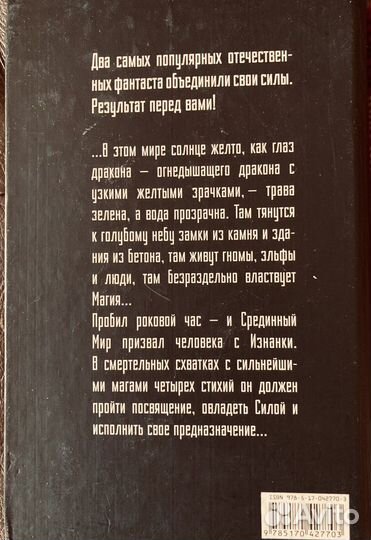 Два самых популярных отечествен-
ных фантаста объединили свои силы.
Результат перед вами!
...В этом мире солнце желто, как глаз
дракона — огнедышащего дракона с
узкими желтыми зрачками, — трава
зелена, а вода прозрачна. Там тянутся
к голубому небу замки из камня и зда-
ния из бетона, там живут гномы, эльфы
и люди, там безраздельно властвует
Магия...
Пробил роковой час — и Срединный
Мир призвал человека с Изнанки.
В смертельных схватках с сильнейши-
ми магами четырех стихий он должен
пройти посвящение, овладеть Силой и
исполнить свое предназначение...
ISBN 978-5-17-042770-3
9 785170 427703
Avito